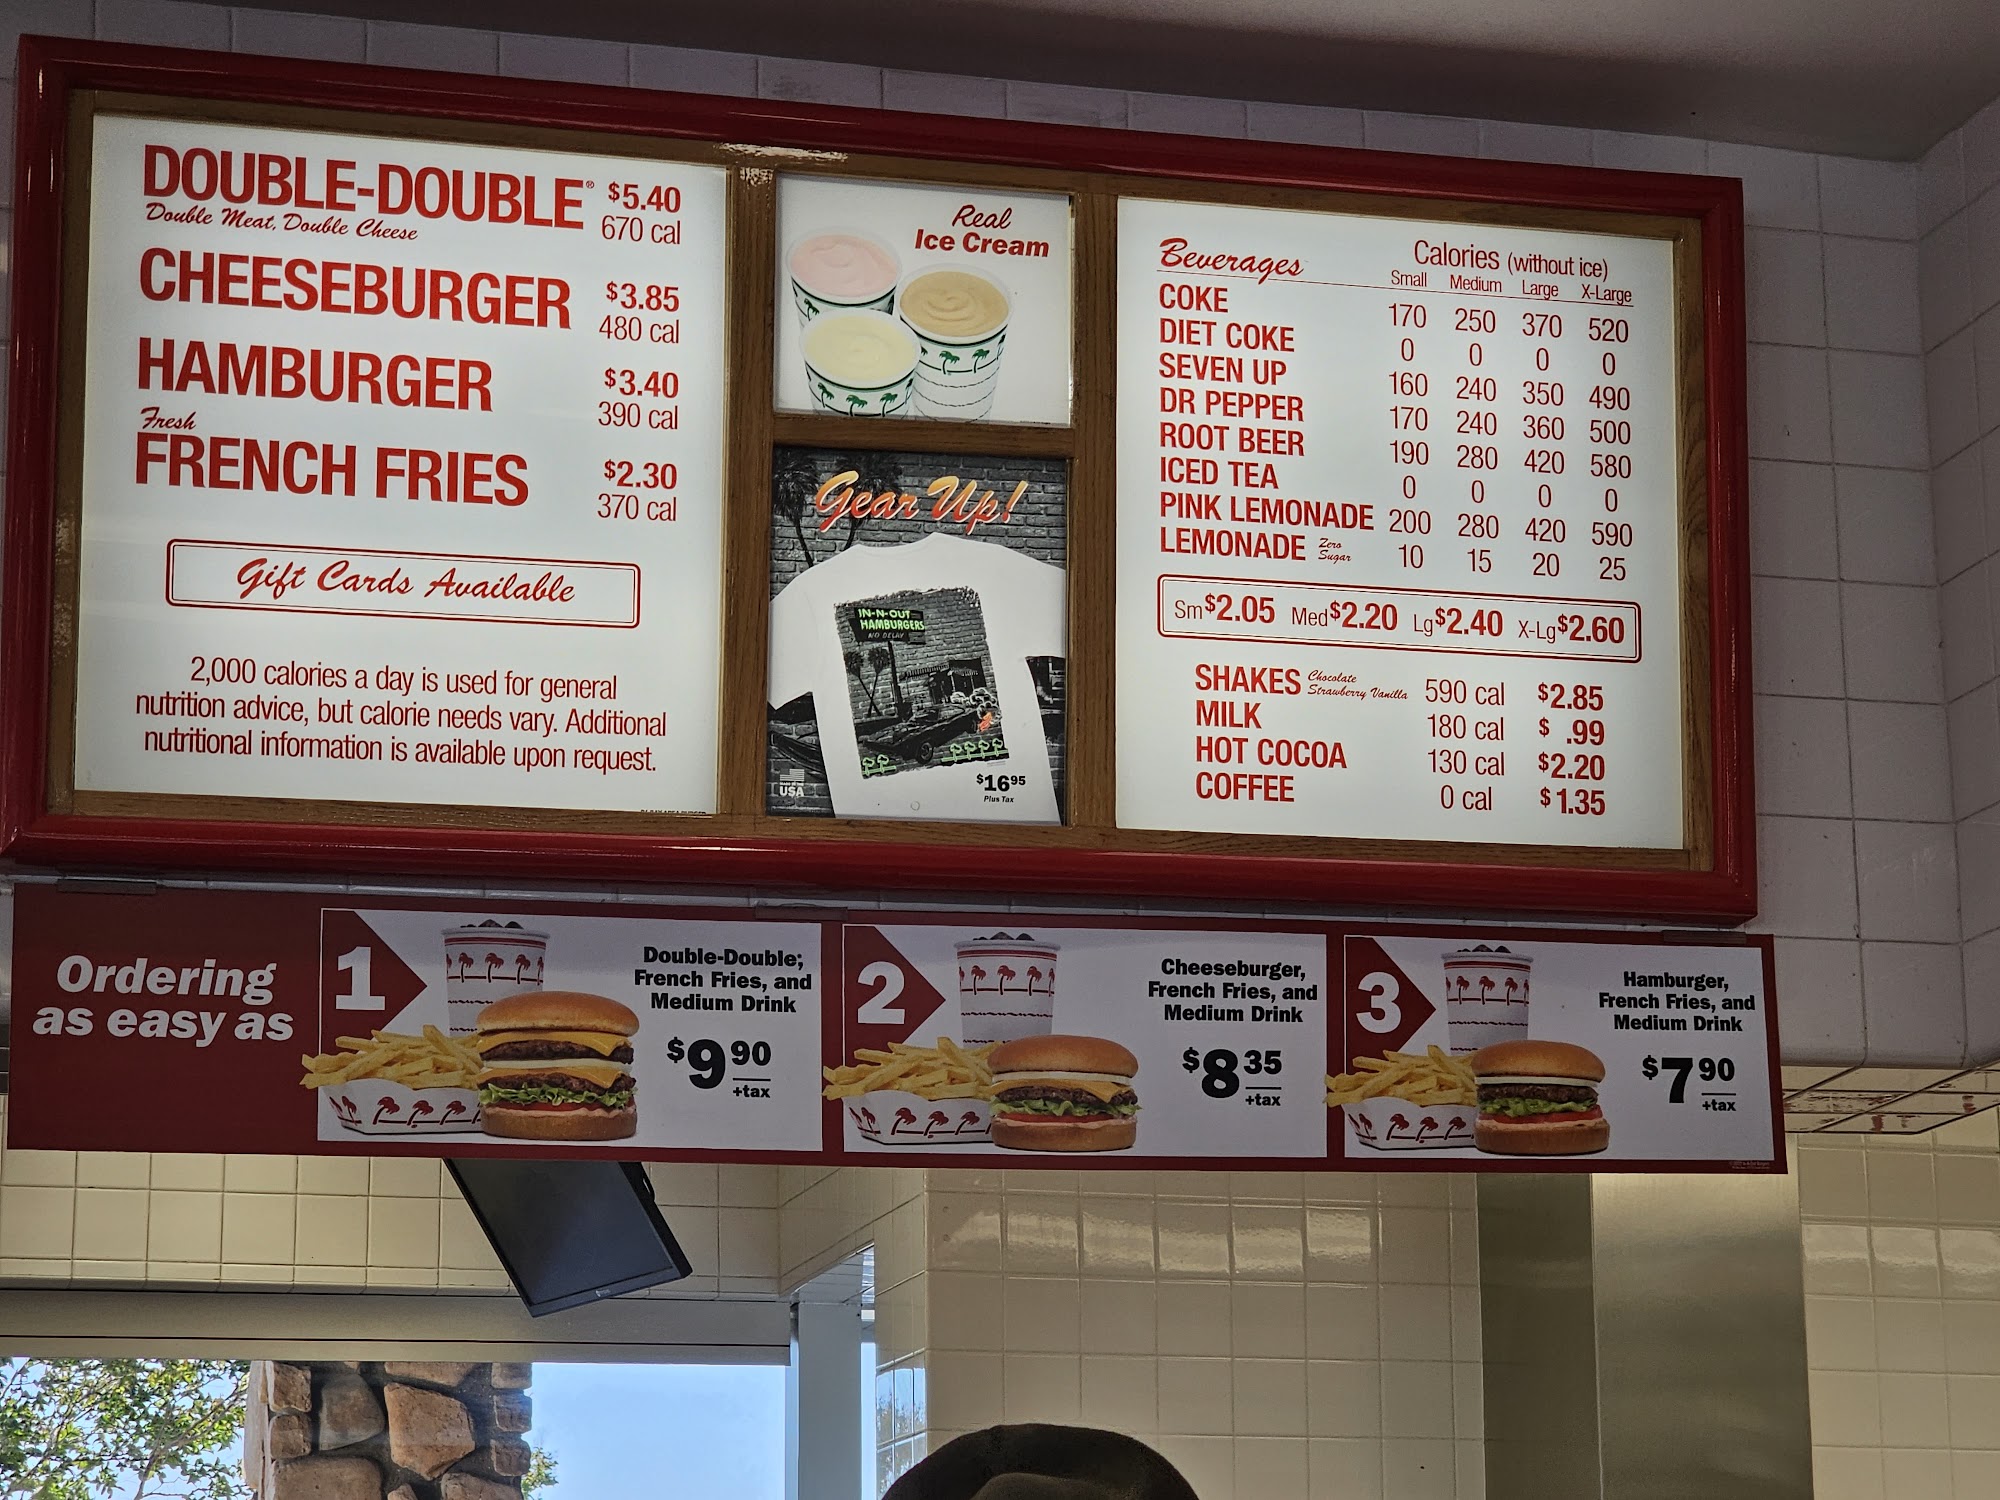 DOUBLE-DOUBLE® $5.40
Double Meat, Double Cheese 670 cal
CHEESEBURGER $3.85
480 cal
HAMBURGER $3.40
390 cal
Fresh
FRENCH FRIES $2.30
370 cal
Gift Cards Available
2,000 calories a day is used for general
nutrition advice, but calorie needs vary. Additional
nutritional information is available upon request.
Real
Ice Cream
Gear Up!
IN-N-OUT
HAMBURGERS
NO DELAY
USA
$16.95
Plus Tax
Beverages Calories (without ice)
Small Medium Large X-Large
COKE 170 250 370 520
DIET COKE 0 0 0 0
SEVEN UP 160 240 350 490
DR PEPPER 170 240 360 500
ROOT BEER 190 280 420 580
ICED TEA 0 0 0 0
PINK LEMONADE 200 280 420 590
LEMONADE Zero Sugar 10 15 20 25
Sm $2.05 Med $2.20 Lg $2.40 X-Lg $2.60
SHAKES Chocolate Strawberry Vanilla 590 cal $2.85
MILK 180 cal $ .99
HOT COCOA 130 cal $2.20
COFFEE 0 cal $1.35
Ordering
as easy as
1
Double-Double,
French Fries, and
Medium Drink
$9 90
+tax
2
Cheeseburger,
French Fries, and
Medium Drink
$8 35
+tax
3
Hamburger,
French Fries, and
Medium Drink
$7 90
+tax